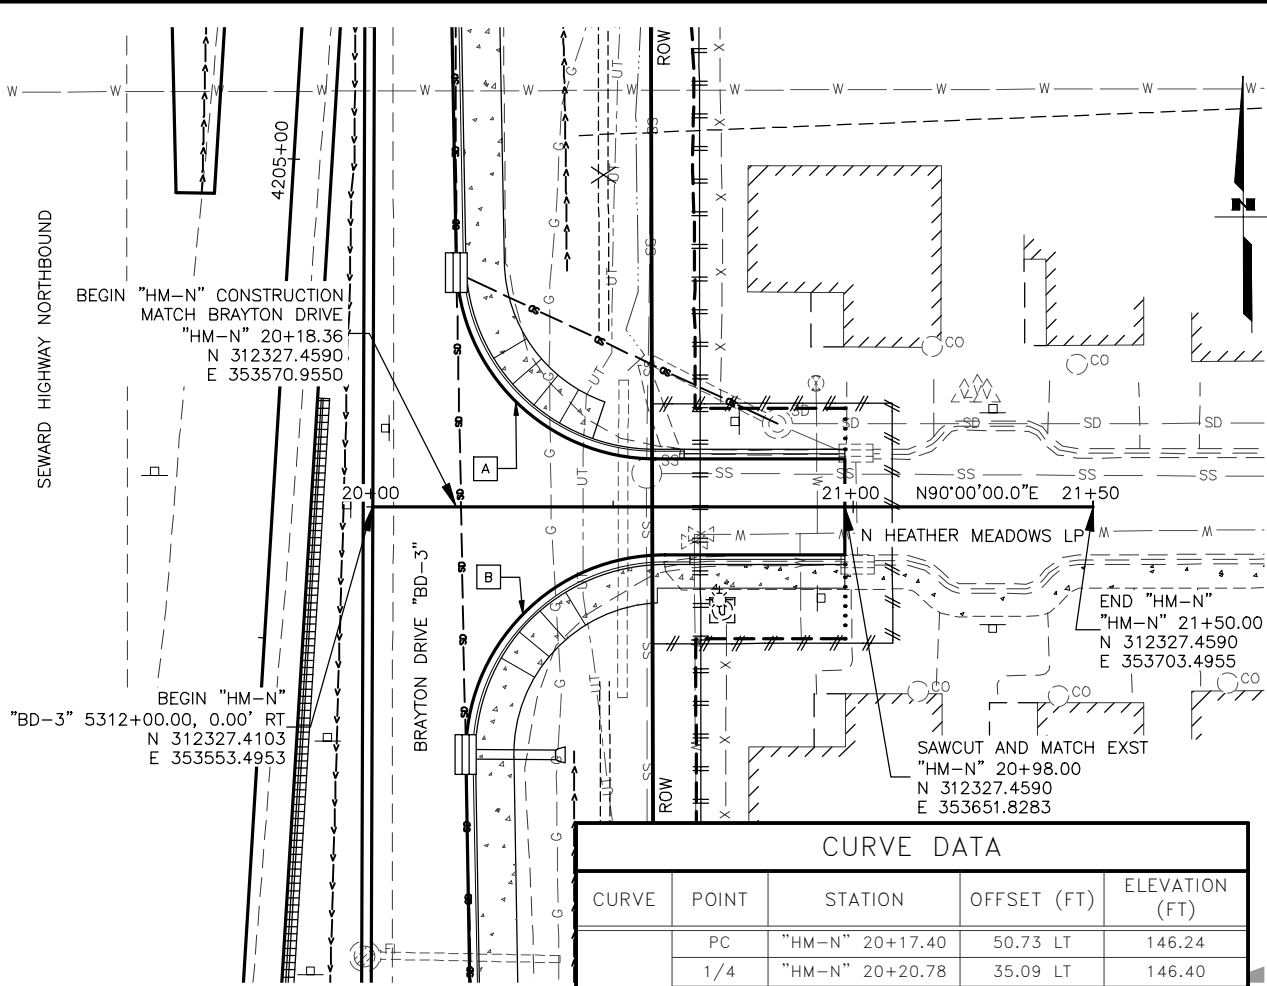 SEWARD HIGHWAY NORTHBOUND
4205+00
ROW
BEGIN "HM-N" CONSTRUCTION
MATCH BRAYTON DRIVE
"HM-N" 20+18.36
N 312327.4590
E 353570.9550
A
20+00
21+00
N90°00'00.0"E
21+50
N HEATHER MEADOWS LP
BRAYTON DRIVE "BD-3"
B
BEGIN "HM-N"
"BD-3" 5312+00.00, 0.00' RT
N 312327.4103
E 353553.4953
END "HM-N"
"HM-N" 21+50.00
N 312327.4590
E 353703.4955
SAWCUT AND MATCH EXST
"HM-N" 20+98.00
N 312327.4590
E 353651.8283
ROW
N
W W W W W W W W W W W
CO
CO
CO
CO
CO
SD SD SD SD
SS SS SS SS
CURVE DATA
CURVE POINT STATION OFFSET (FT) ELEVATION (FT)
PC "HM-N" 20+17.40 50.73 LT 146.24
1/4 "HM-N" 20+20.78 35.09 LT 146.40